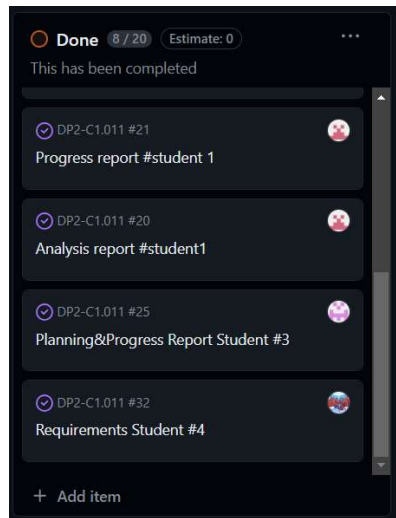 Done 8 / 20 Estimate: 0 ...
This has been completed
DP2-C1.011 #21
Progress report #student 1
DP2-C1.011 #20
Analysis report #student1
DP2-C1.011 #25
Planning&Progress Report Student #3
DP2-C1.011 #32
Requirements Student #4
+ Add item